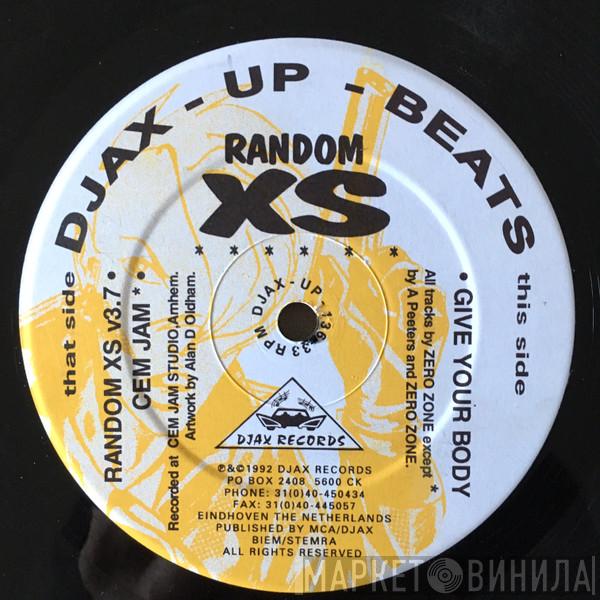 DJAX - UP - BEATS
RANDOM
XS
* * * * * * *
that side
RANDOM XS v3.7 •
CEM JAM * •
Recorded at CEM JAM STUDIO, Arnhem.
Artwork by Alan D Oldham.
this side
• GIVE YOUR BODY
All tracks by ZERO ZONE except *
by A Peeters and ZERO ZONE.
DJAX - UP - 136
33 RPM
DJAX RECORDS
℗&©1992 DJAX RECORDS
PO BOX 2408 5600 CK
PHONE: 31(0)40-450434
FAX: 31(0)40-445057
EINDHOVEN THE NETHERLANDS
PUBLISHED BY MCA/DJAX
BIEM/STEMRA
ALL RIGHTS RESERVED
МАРКЕТ ВИНИЛА